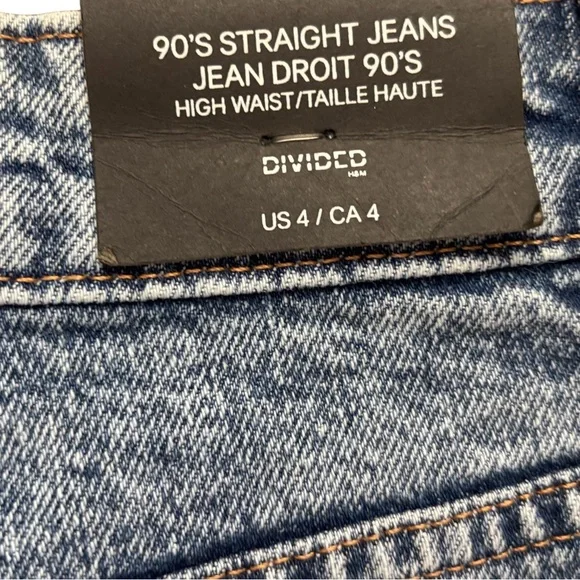 90'S STRAIGHT JEANS
JEAN DROIT 90'S
HIGH WAIST/TAILLE HAUTE
DIVIDED
H&M
US 4 / CA 4